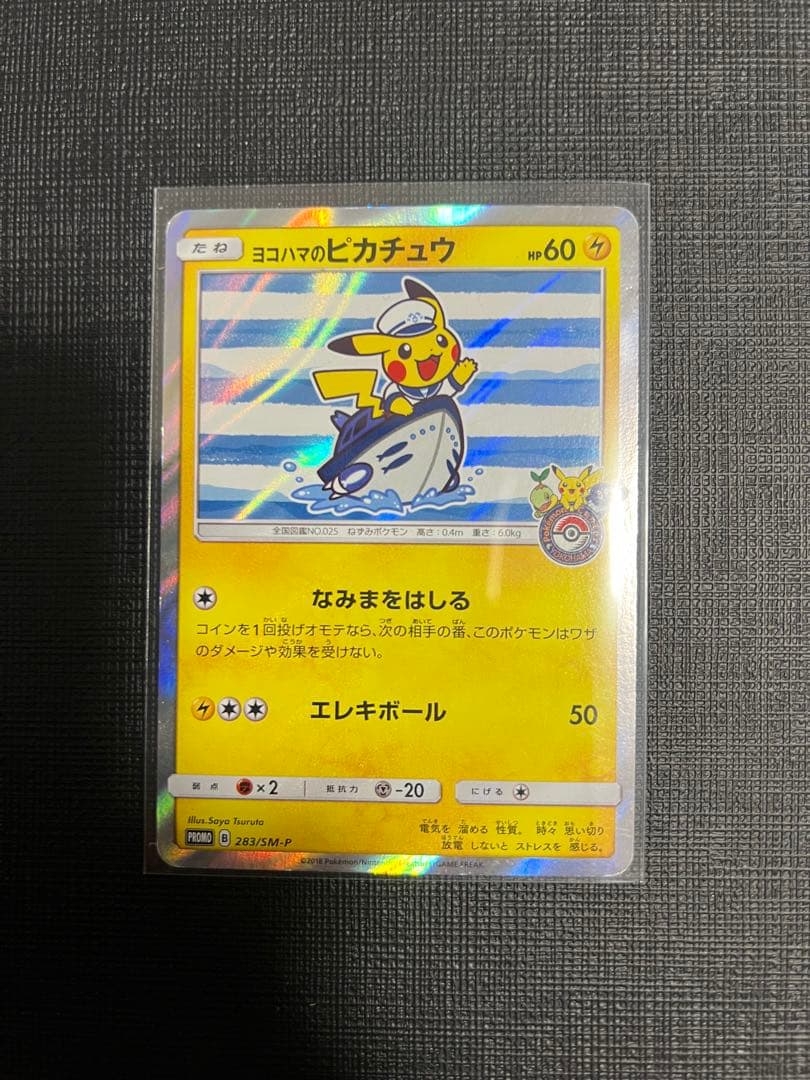 たね ヨコハマのピカチュウ HP60
全国図鑑NO.025 ねずみポケモン 高さ:0.4m 重さ:6.0kg
なみまをはしる
コインを1回投げオモテなら、次の相手の番、このポケモンはワザ
のダメージや効果を受けない。
エレキボール 50
弱点 ×2 抵抗力 -20 にげる
Illus.Saya Tsuruta
電気を 溜める 性質。 時々 思い切り
放電 しないと ストレスを 感じる。
PROMO B 283/SM-P
©2018 Pokémon/Nintendo/Creatures/GAME FREAK